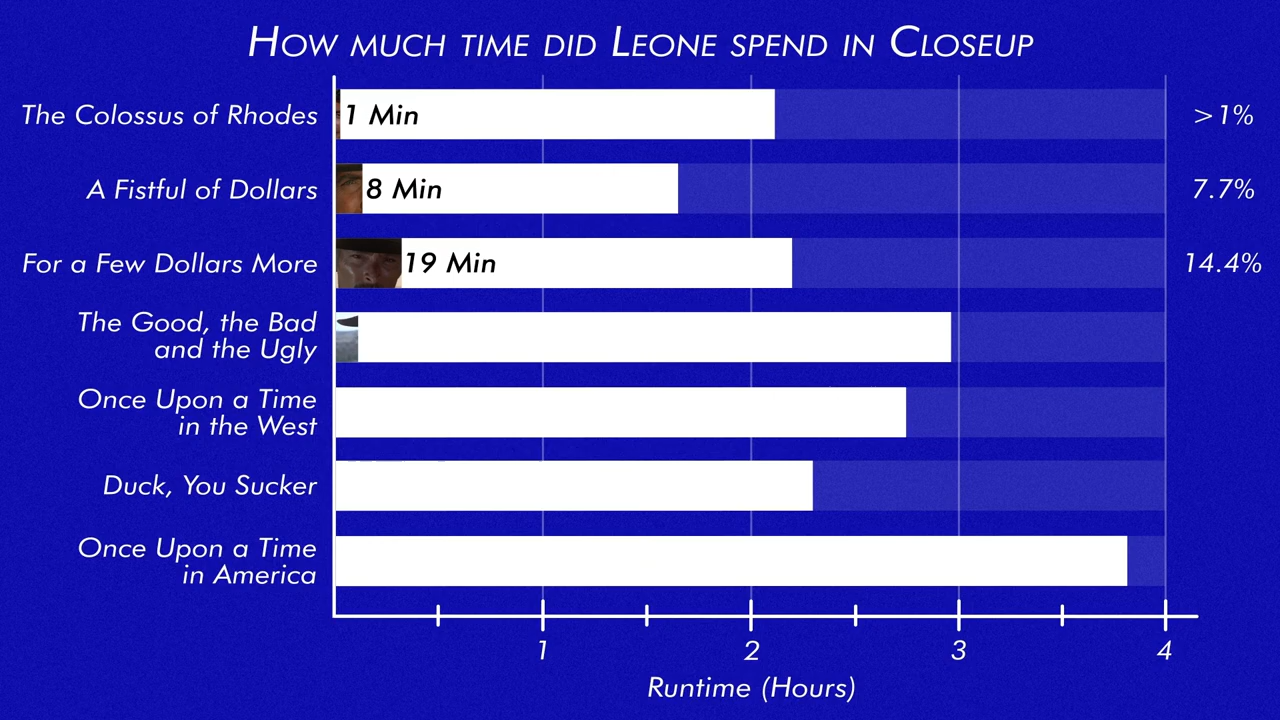 How much time did Leone spend in Closeup
The Colossus of Rhodes 1 Min >1%
A Fistful of Dollars 8 Min 7.7%
For a Few Dollars More 19 Min 14.4%
The Good, the Bad
and the Ugly
Once Upon a Time
in the West
Duck, You Sucker
Once Upon a Time
in America
1 2 3 4
Runtime (Hours)